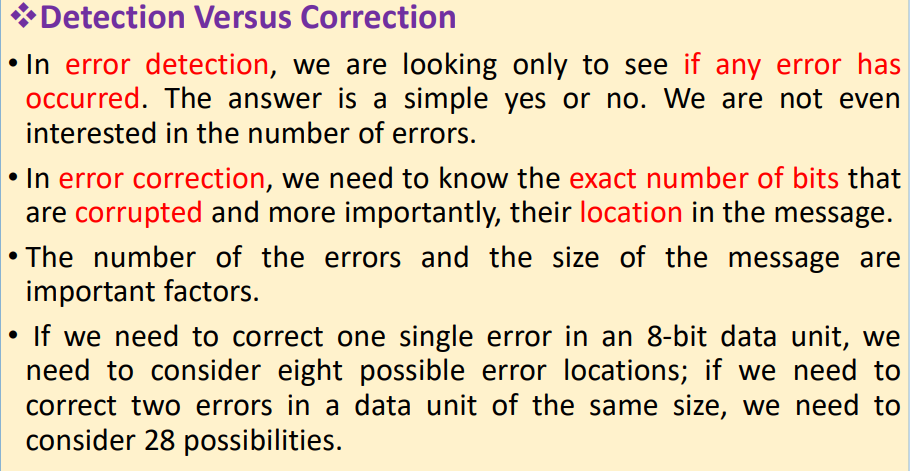 ❖Detection Versus Correction
• In error detection, we are looking only to see if any error has
occurred. The answer is a simple yes or no. We are not even
interested in the number of errors.
• In error correction, we need to know the exact number of bits that
are corrupted and more importantly, their location in the message.
• The number of the errors and the size of the message are
important factors.
• If we need to correct one single error in an 8-bit data unit, we
need to consider eight possible error locations; if we need to
correct two errors in a data unit of the same size, we need to
consider 28 possibilities.